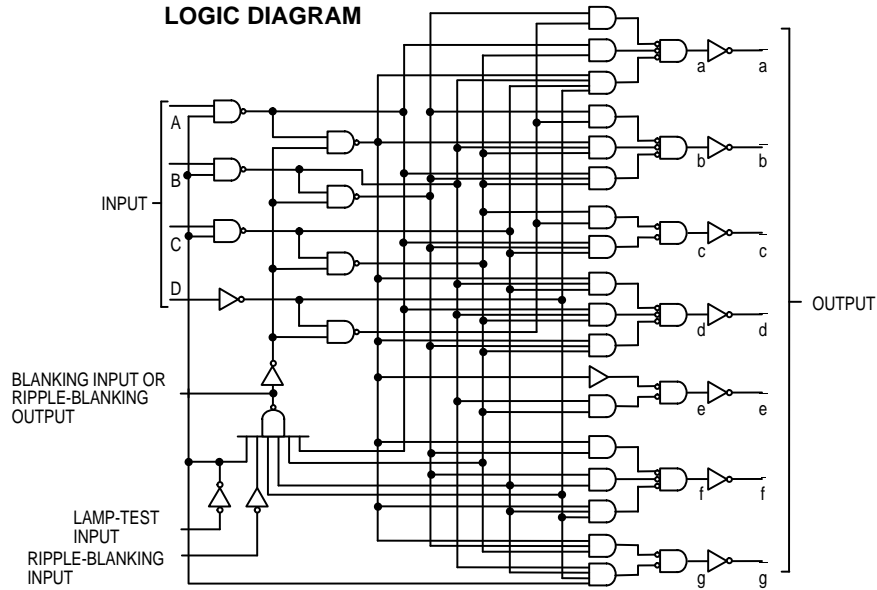 LOGIC DIAGRAM
a
a̅
A
b
b̅
B
INPUT
c
c̅
C
D
d
d̅
OUTPUT
BLANKING INPUT OR
RIPPLE-BLANKING
OUTPUT
e
e̅
f
f̅
LAMP-TEST
INPUT
RIPPLE-BLANKING
INPUT
g
g̅